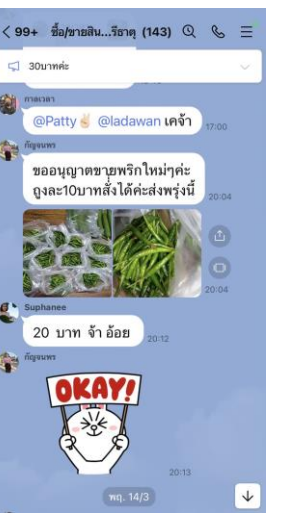 99+ ซื้อ/ขายสิน...รีธาตุ (143)
30บาทค่ะ
กาลเวลา
@Patty✌🏻 @ladawan เคจ้า
17:00
กัญจนพร
ขออนุญาตขายพริกใหม่ๆค่ะ
ถุงละ10บาทสั่งได้ค่ะส่งพรุ่งนี้
20:04
20:04
Suphanee
20 บาท จ้า อ้อย
20:12
กัญจนพร
OKAY!
20:13
พฤ. 14/3